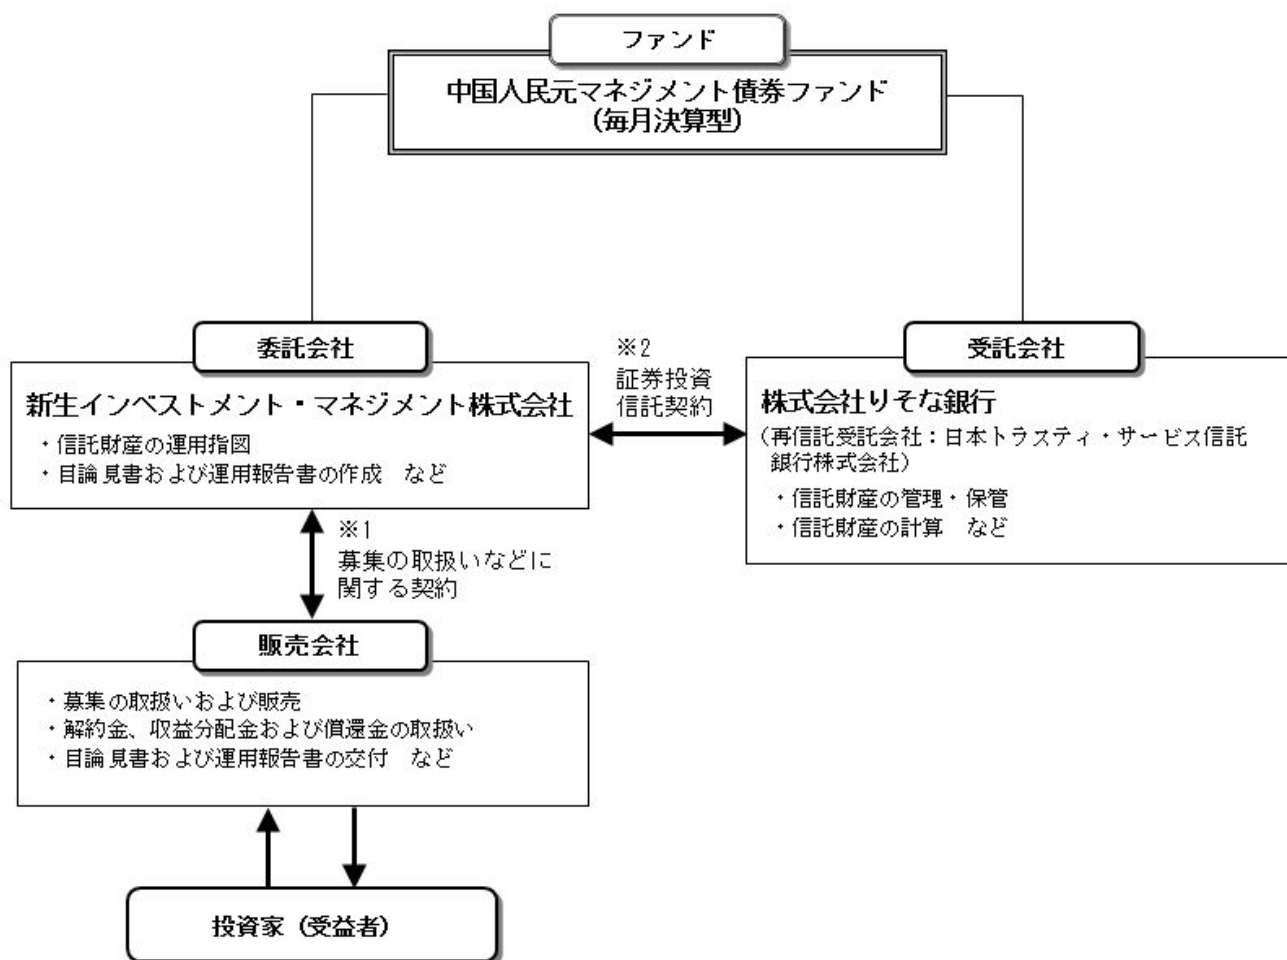 ファンド
中国人民元マネジメント債券ファンド
(毎月決算型)
委託会社
新生インベストメント・マネジメント株式会社
・信託財産の運用指図
・目論見書および運用報告書の作成　など
※2
証券投資
信託契約
受託会社
株式会社りそな銀行
(再信託受託会社：日本トラスティ・サービス信託
銀行株式会社)
・信託財産の管理・保管
・信託財産の計算　など
※1
募集の取扱いなどに
関する契約
販売会社
・募集の取扱いおよび販売
・解約金、収益分配金および償還金の取扱い
・目論見書および運用報告書の交付　など
投資家（受益者）